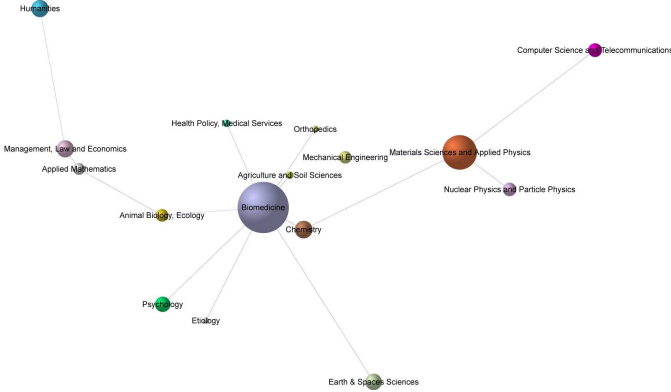 Humanities
Computer Science and Telecommunications
Health Policy, Medical Services
Orthopedics
Management, Law and Economics
Mechanical Engineering
Materials Sciences and Applied Physics
Applied Mathematics
Agriculture and Soil Sciences
Nuclear Physics and Particle Physics
Biomedicine
Animal Biology, Ecology
Chemistry
Psychology
Etiology
Earth & Spaces Sciences